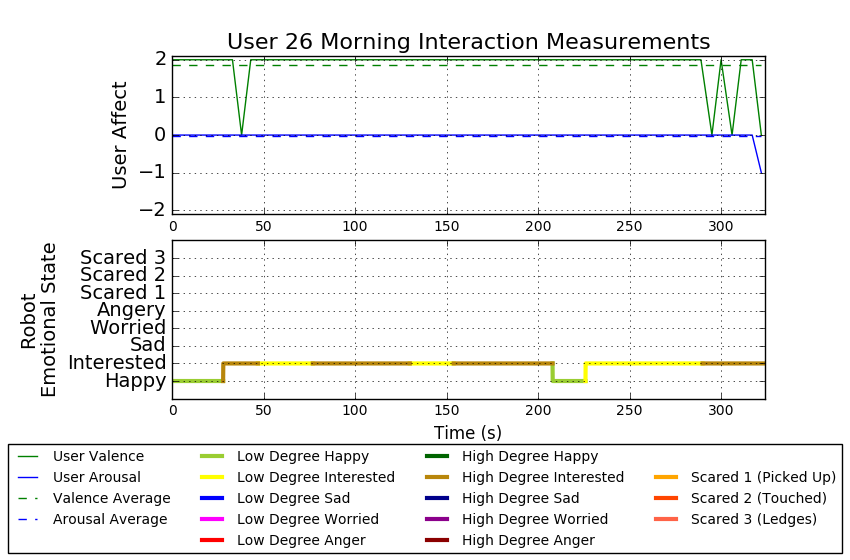 User 26 Morning Interaction Measurements
User Affect
2
1
0
−1
−2
0 50 100 150 200 250 300
Robot
Emotional State
Scared 3
Scared 2
Scared 1
Angery
Worried
Sad
Interested
Happy
0 50 100 150 200 250 300
Time (s)
User Valence Low Degree Happy High Degree Happy
User Arousal Low Degree Interested High Degree Interested Scared 1 (Picked Up)
Valence Average Low Degree Sad High Degree Sad Scared 2 (Touched)
Arousal Average Low Degree Worried High Degree Worried Scared 3 (Ledges)
Low Degree Anger High Degree Anger